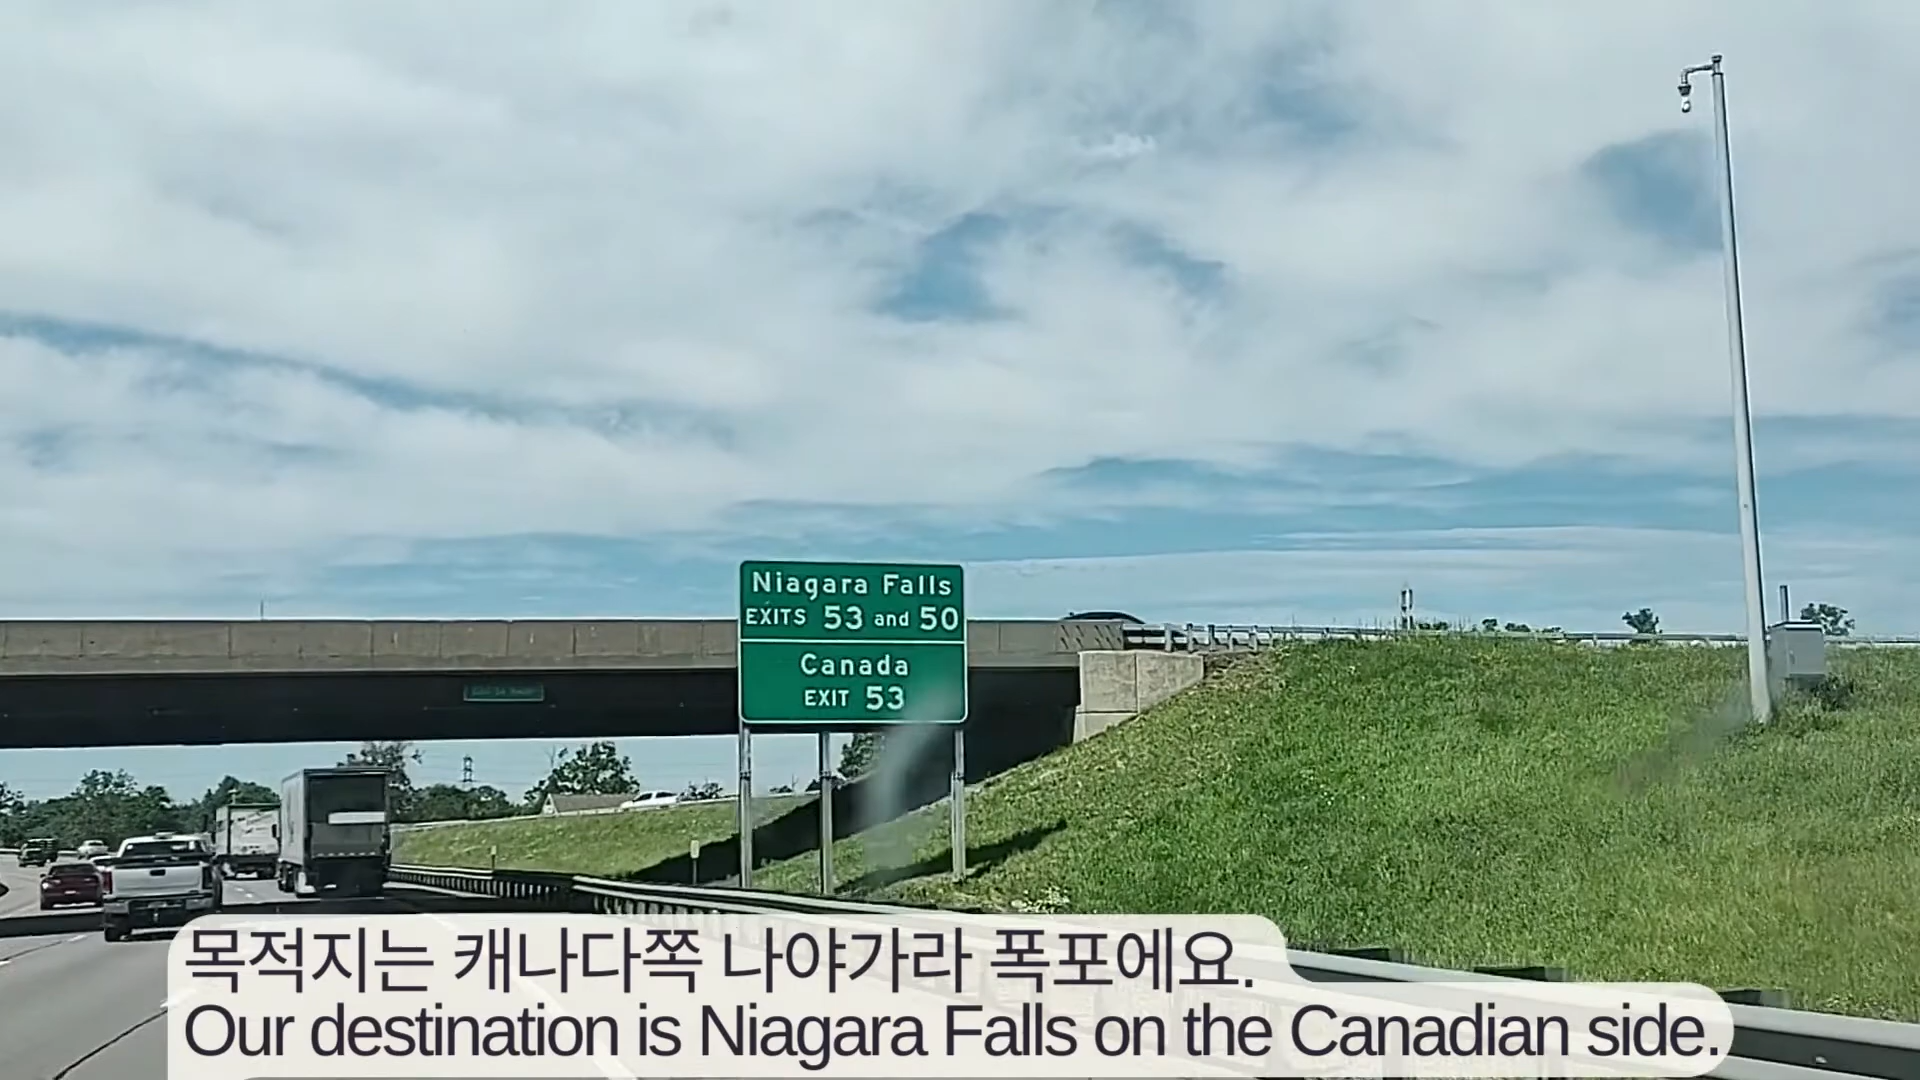 Niagara Falls
EXITS 53 and 50
Canada
EXIT 53
목적지는 캐나다쪽 나야가라 폭포에요.
Our destination is Niagara Falls on the Canadian side.